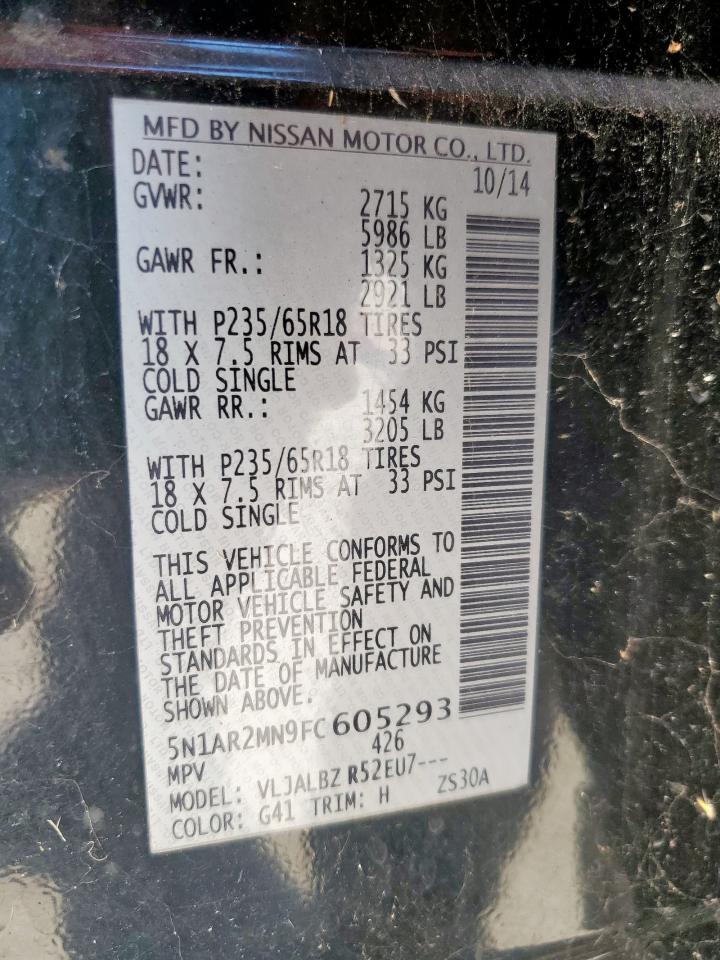 MFD BY NISSAN MOTOR CO., LTD.
DATE: 10/14
GVWR: 2715 KG
5986 LB
GAWR FR.: 1325 KG
2921 LB
WITH P235/65R18 TIRES
18 X 7.5 RIMS AT 33 PSI
COLD SINGLE
GAWR RR.: 1454 KG
3205 LB
WITH P235/65R18 TIRES
18 X 7.5 RIMS AT 33 PSI
COLD SINGLE
THIS VEHICLE CONFORMS TO
ALL APPLICABLE FEDERAL
MOTOR VEHICLE SAFETY AND
THEFT PREVENTION
STANDARDS IN EFFECT ON
THE DATE OF MANUFACTURE
SHOWN ABOVE.
5N1AR2MN9FC605293
MPV 426
MODEL: VLJALBZ R52EU7---
COLOR: G41 TRIM: H ZS30A